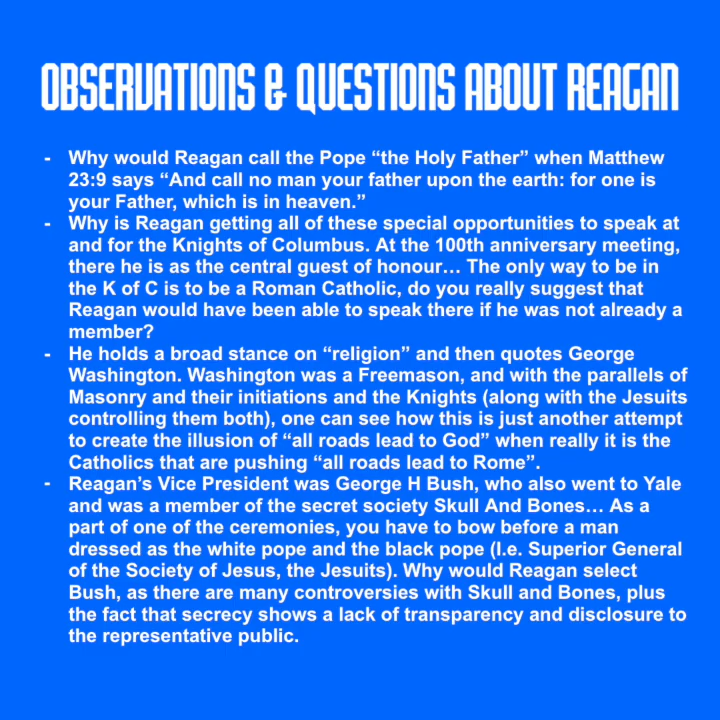 OBSERVATIONS & QUESTIONS ABOUT REAGAN
- Why would Reagan call the Pope “the Holy Father” when Matthew
23:9 says “And call no man your father upon the earth: for one is
your Father, which is in heaven.”
- Why is Reagan getting all of these special opportunities to speak at
and for the Knights of Columbus. At the 100th anniversary meeting,
there he is as the central guest of honour... The only way to be in
the K of C is to be a Roman Catholic, do you really suggest that
Reagan would have been able to speak there if he was not already a
member?
- He holds a broad stance on “religion” and then quotes George
Washington. Washington was a Freemason, and with the parallels of
Masonry and their initiations and the Knights (along with the Jesuits
controlling them both), one can see how this is just another attempt
to create the illusion of “all roads lead to God” when really it is the
Catholics that are pushing “all roads lead to Rome”.
- Reagan’s Vice President was George H Bush, who also went to Yale
and was a member of the secret society Skull And Bones... As a
part of one of the ceremonies, you have to bow before a man
dressed as the white pope and the black pope (I.e. Superior General
of the Society of Jesus, the Jesuits). Why would Reagan select
Bush, as there are many controversies with Skull and Bones, plus
the fact that secrecy shows a lack of transparency and disclosure to
the representative public.